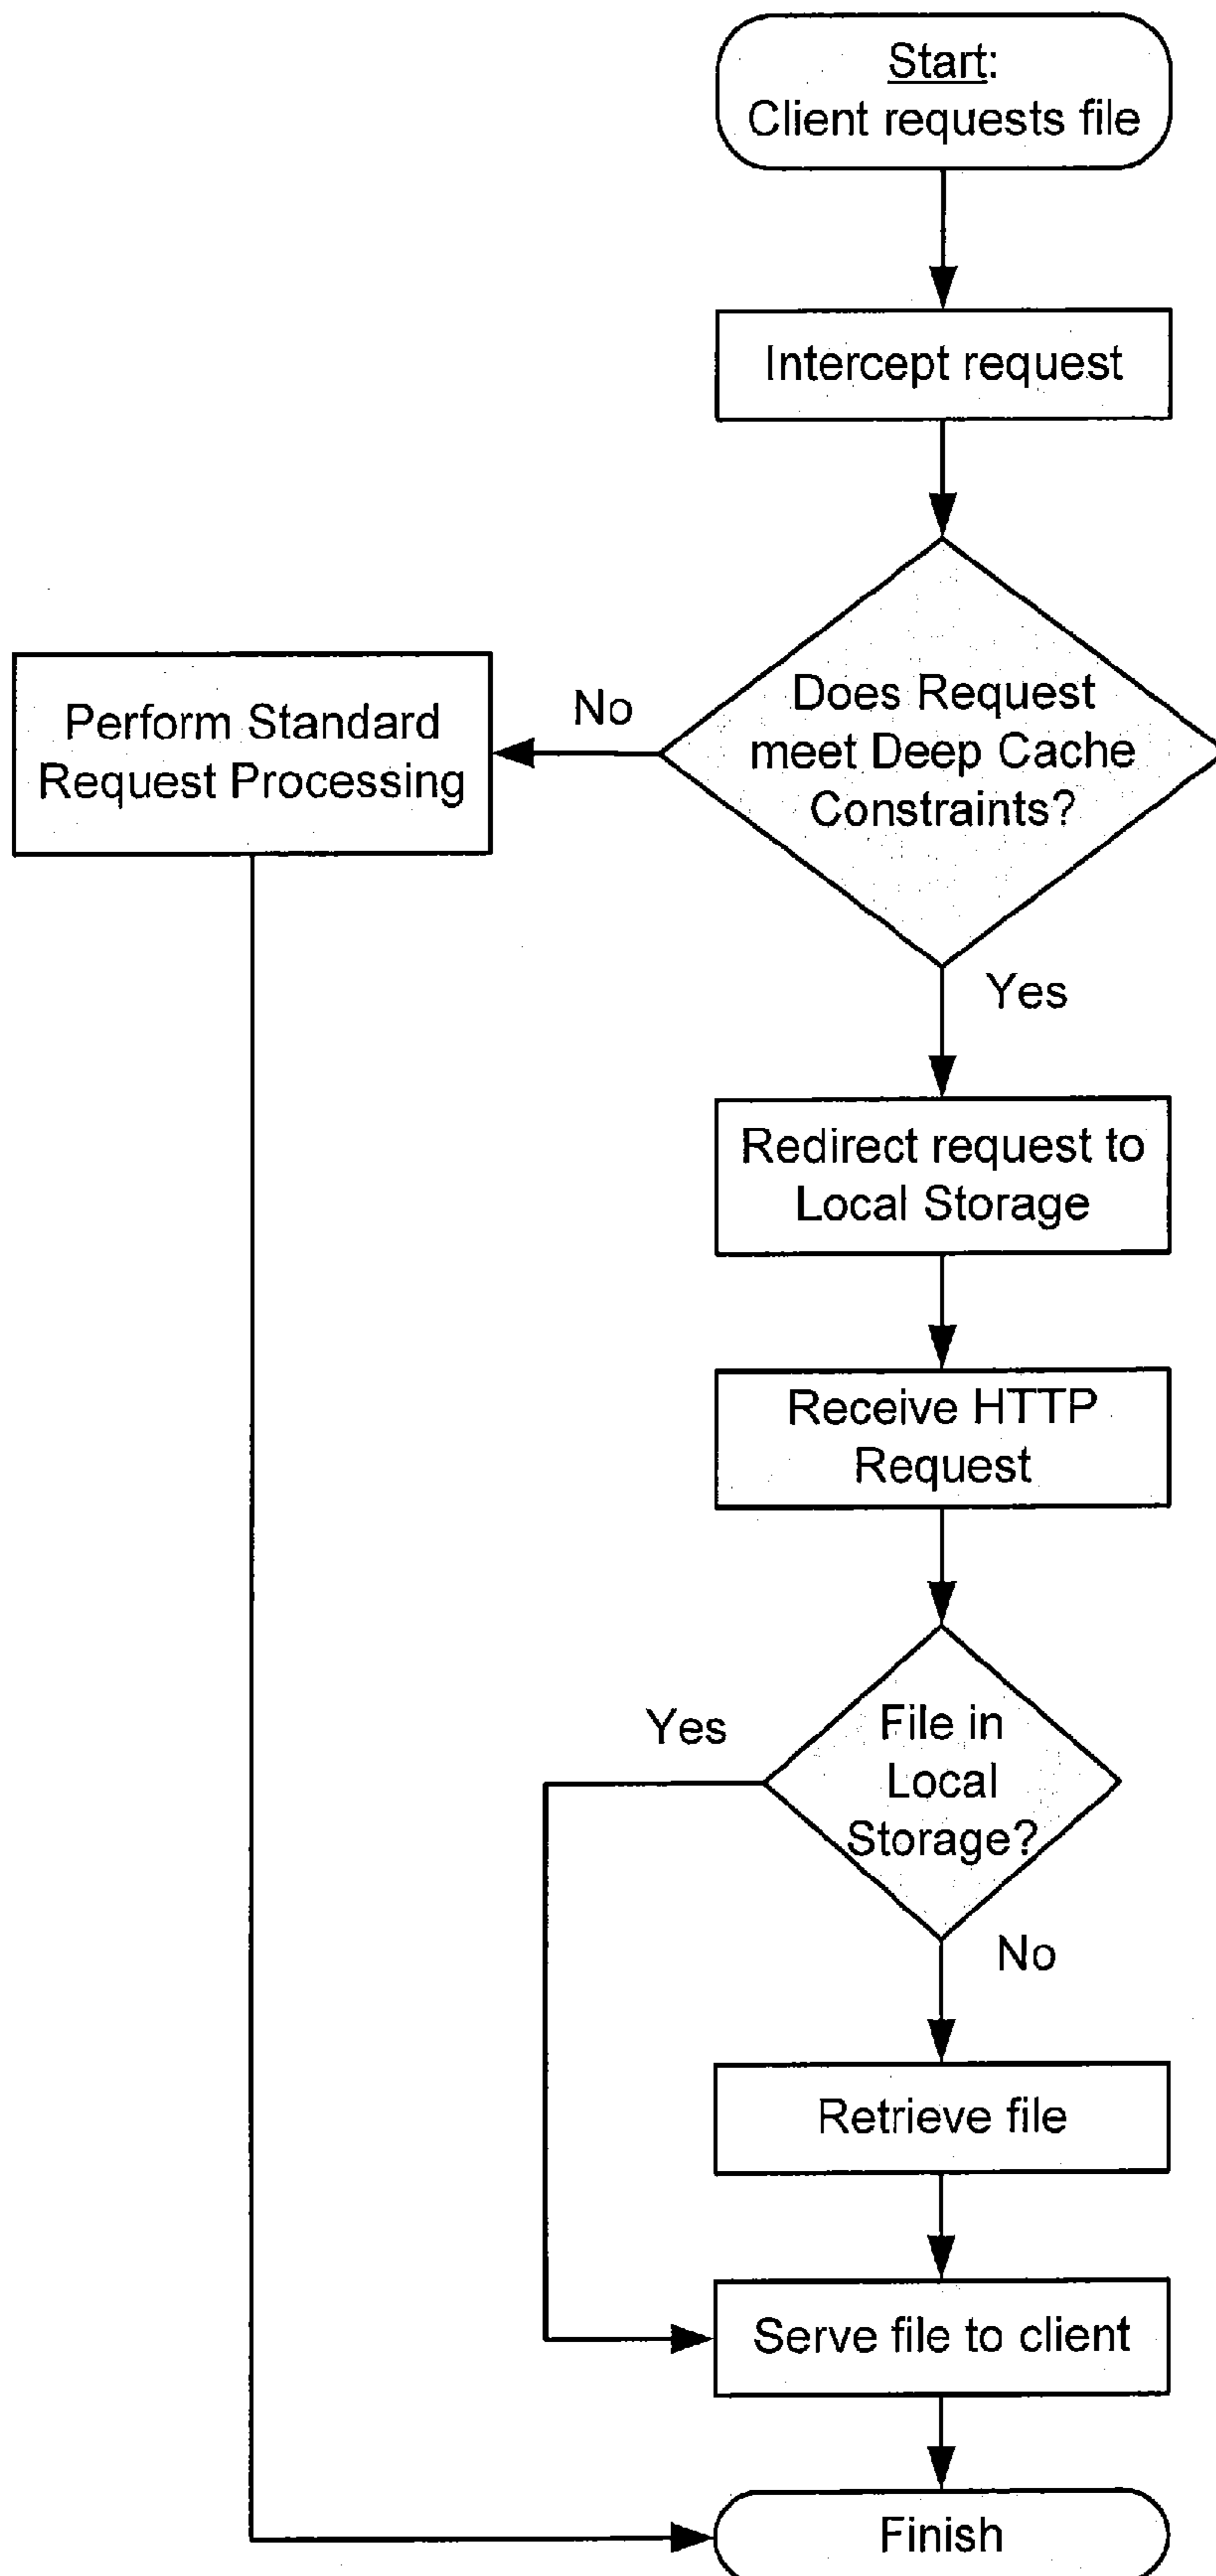 Start:
Client requests file
Intercept request
Does Request
meet Deep Cache
Constraints?
No
Perform Standard
Request Processing
Yes
Redirect request to
Local Storage
Receive HTTP
Request
File in
Local
Storage?
Yes
No
Retrieve file
Serve file to client
Finish